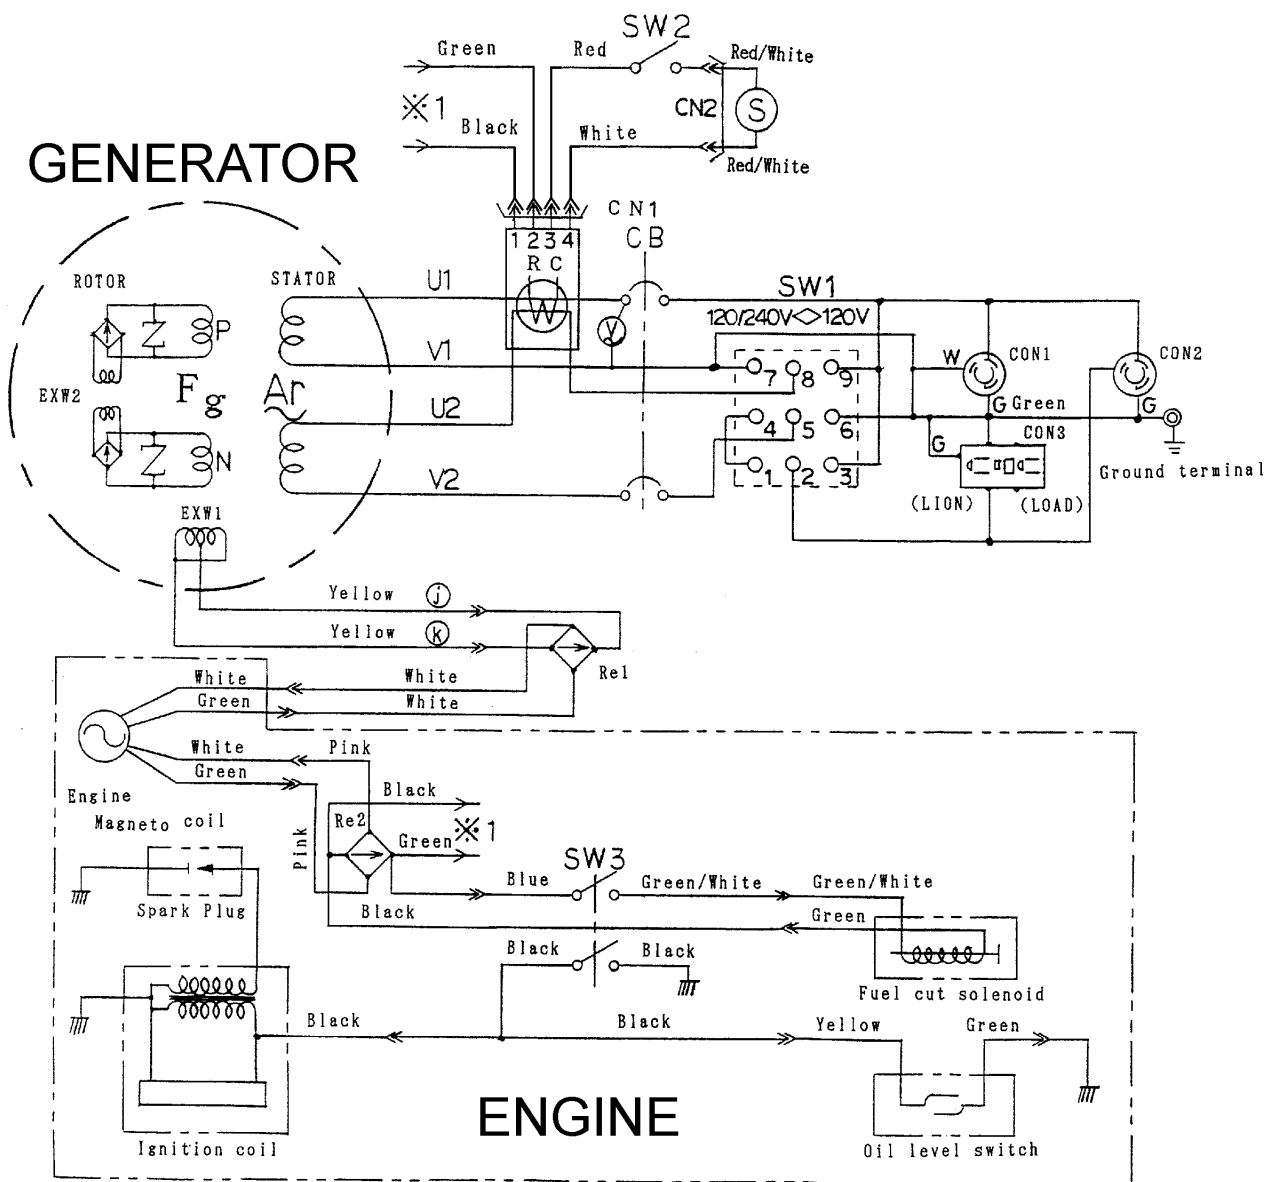 SW2
Green
Red
Red/White
※1
CN2
S
Black
White
Red/White
GENERATOR
CN1
CB
1 2 3 4
R C
W
ROTOR
STATOR
U1
SW1
120/240V<>120V
P
V
V1
7 8 9
W
CON1
CON2
EXW2
Fg
Ar
U2
G
Green
G
4 5 6
N
G
CON3
V2
1 2 3
Ground terminal
(LION)
(LOAD)
EXW1
Yellow
j
Yellow
k
Re1
White
White
Green
White
White
Pink
Green
Engine
Magneto coil
Black
Re2
Pink
Green
※1
SW3
Blue
Green/White
Green/White
Spark Plug
Black
Green
Black
Black
Fuel cut solenoid
Black
Black
Yellow
Green
ENGINE
Ignition coil
Oil level switch